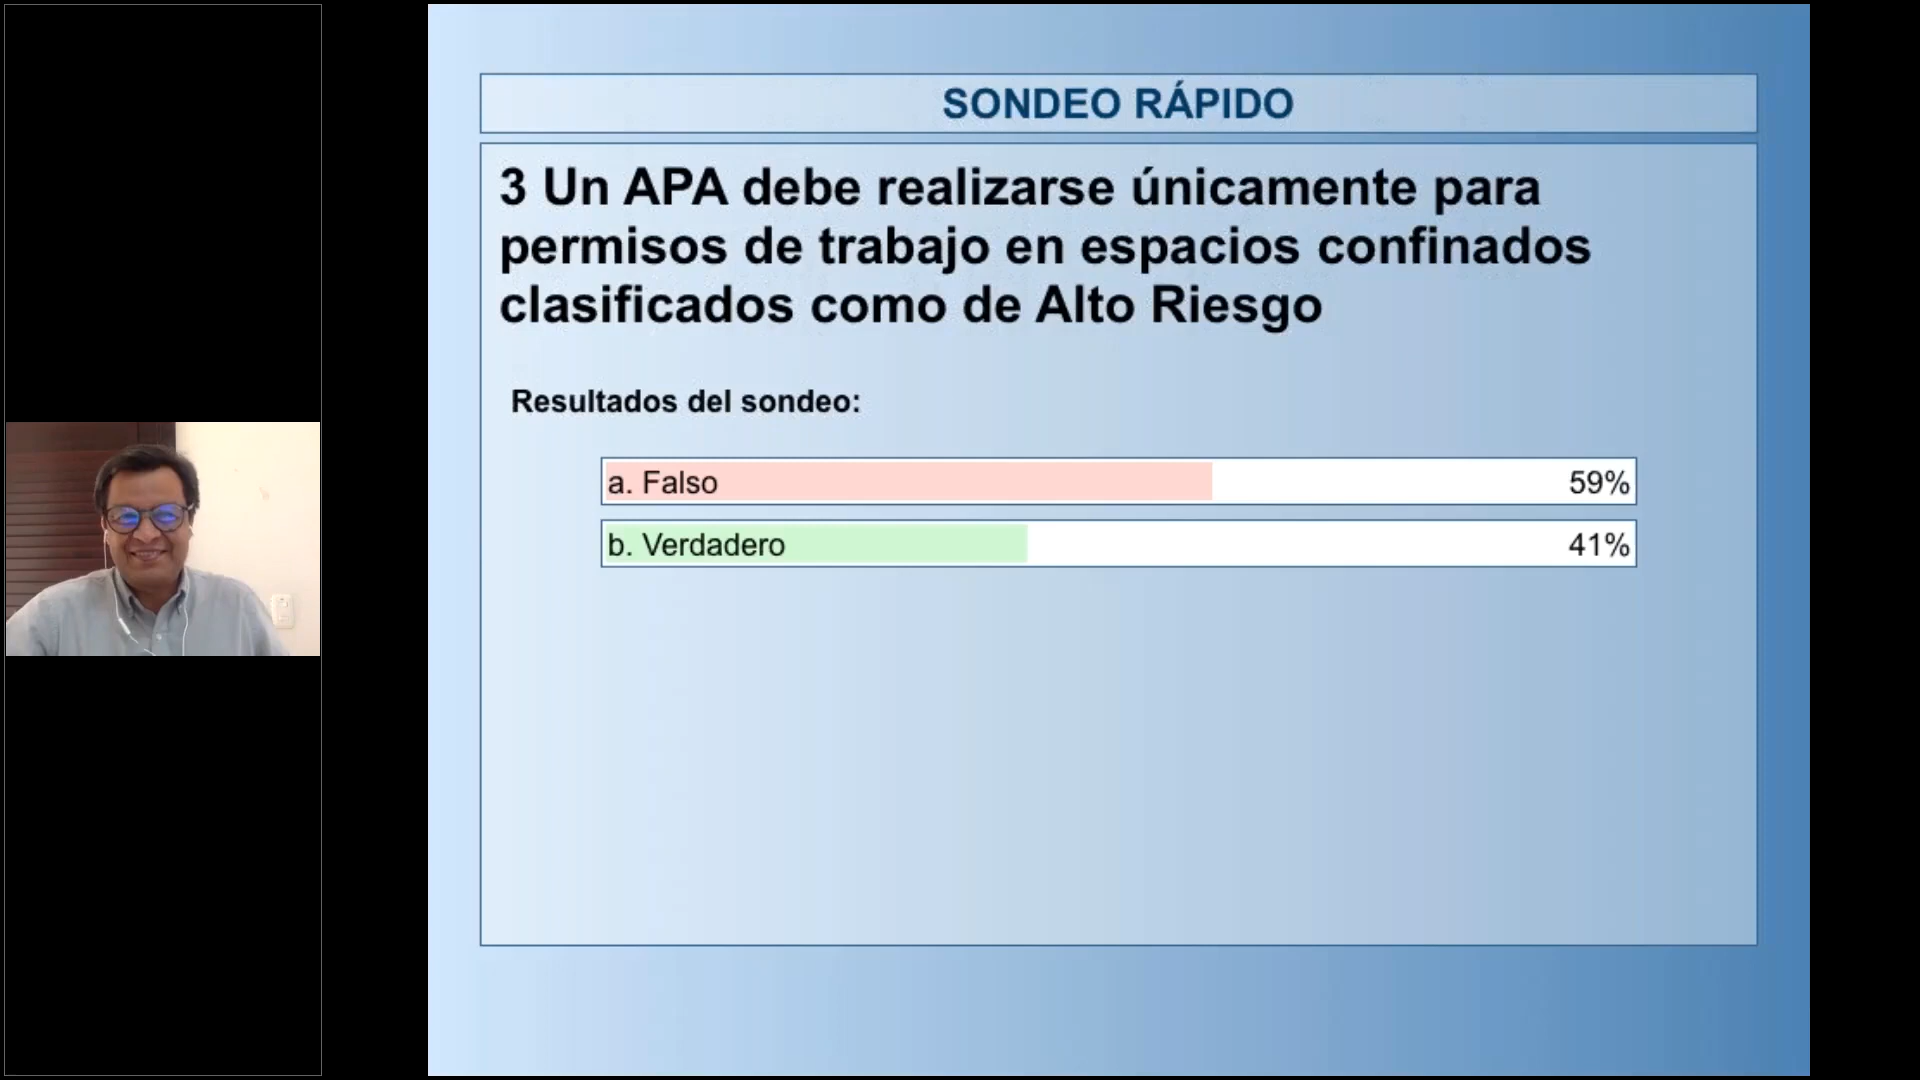 SONDEO RÁPIDO
3 Un APA debe realizarse únicamente para
permisos de trabajo en espacios confinados
clasificados como de Alto Riesgo
Resultados del sondeo:
a. Falso 59%
b. Verdadero 41%